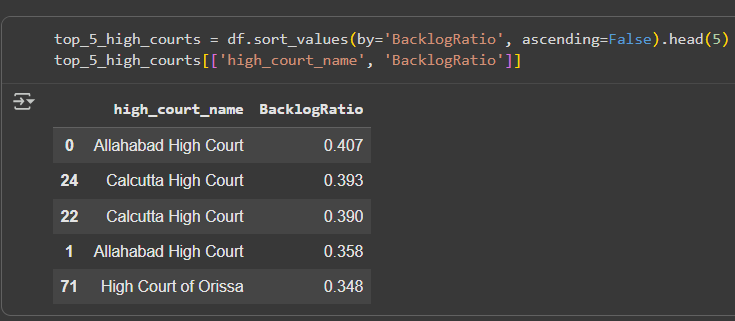 top_5_high_courts = df.sort_values(by='BacklogRatio', ascending=False).head(5)
top_5_high_courts[['high_court_name', 'BacklogRatio']]
high_court_name BacklogRatio
0 Allahabad High Court 0.407
24 Calcutta High Court 0.393
22 Calcutta High Court 0.390
1 Allahabad High Court 0.358
71 High Court of Orissa 0.348